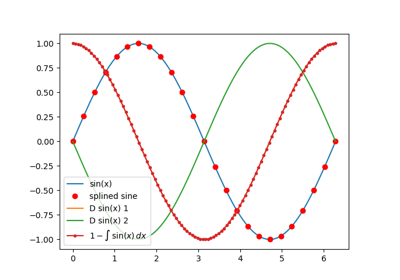 1.00
0.75
0.50
0.25
0.00
−0.25
−0.50
−0.75
−1.00
sin(x)
splined sine
D sin(x) 1
D sin(x) 2
1 − ∫ sin(x) dx
0 1 2 3 4 5 6